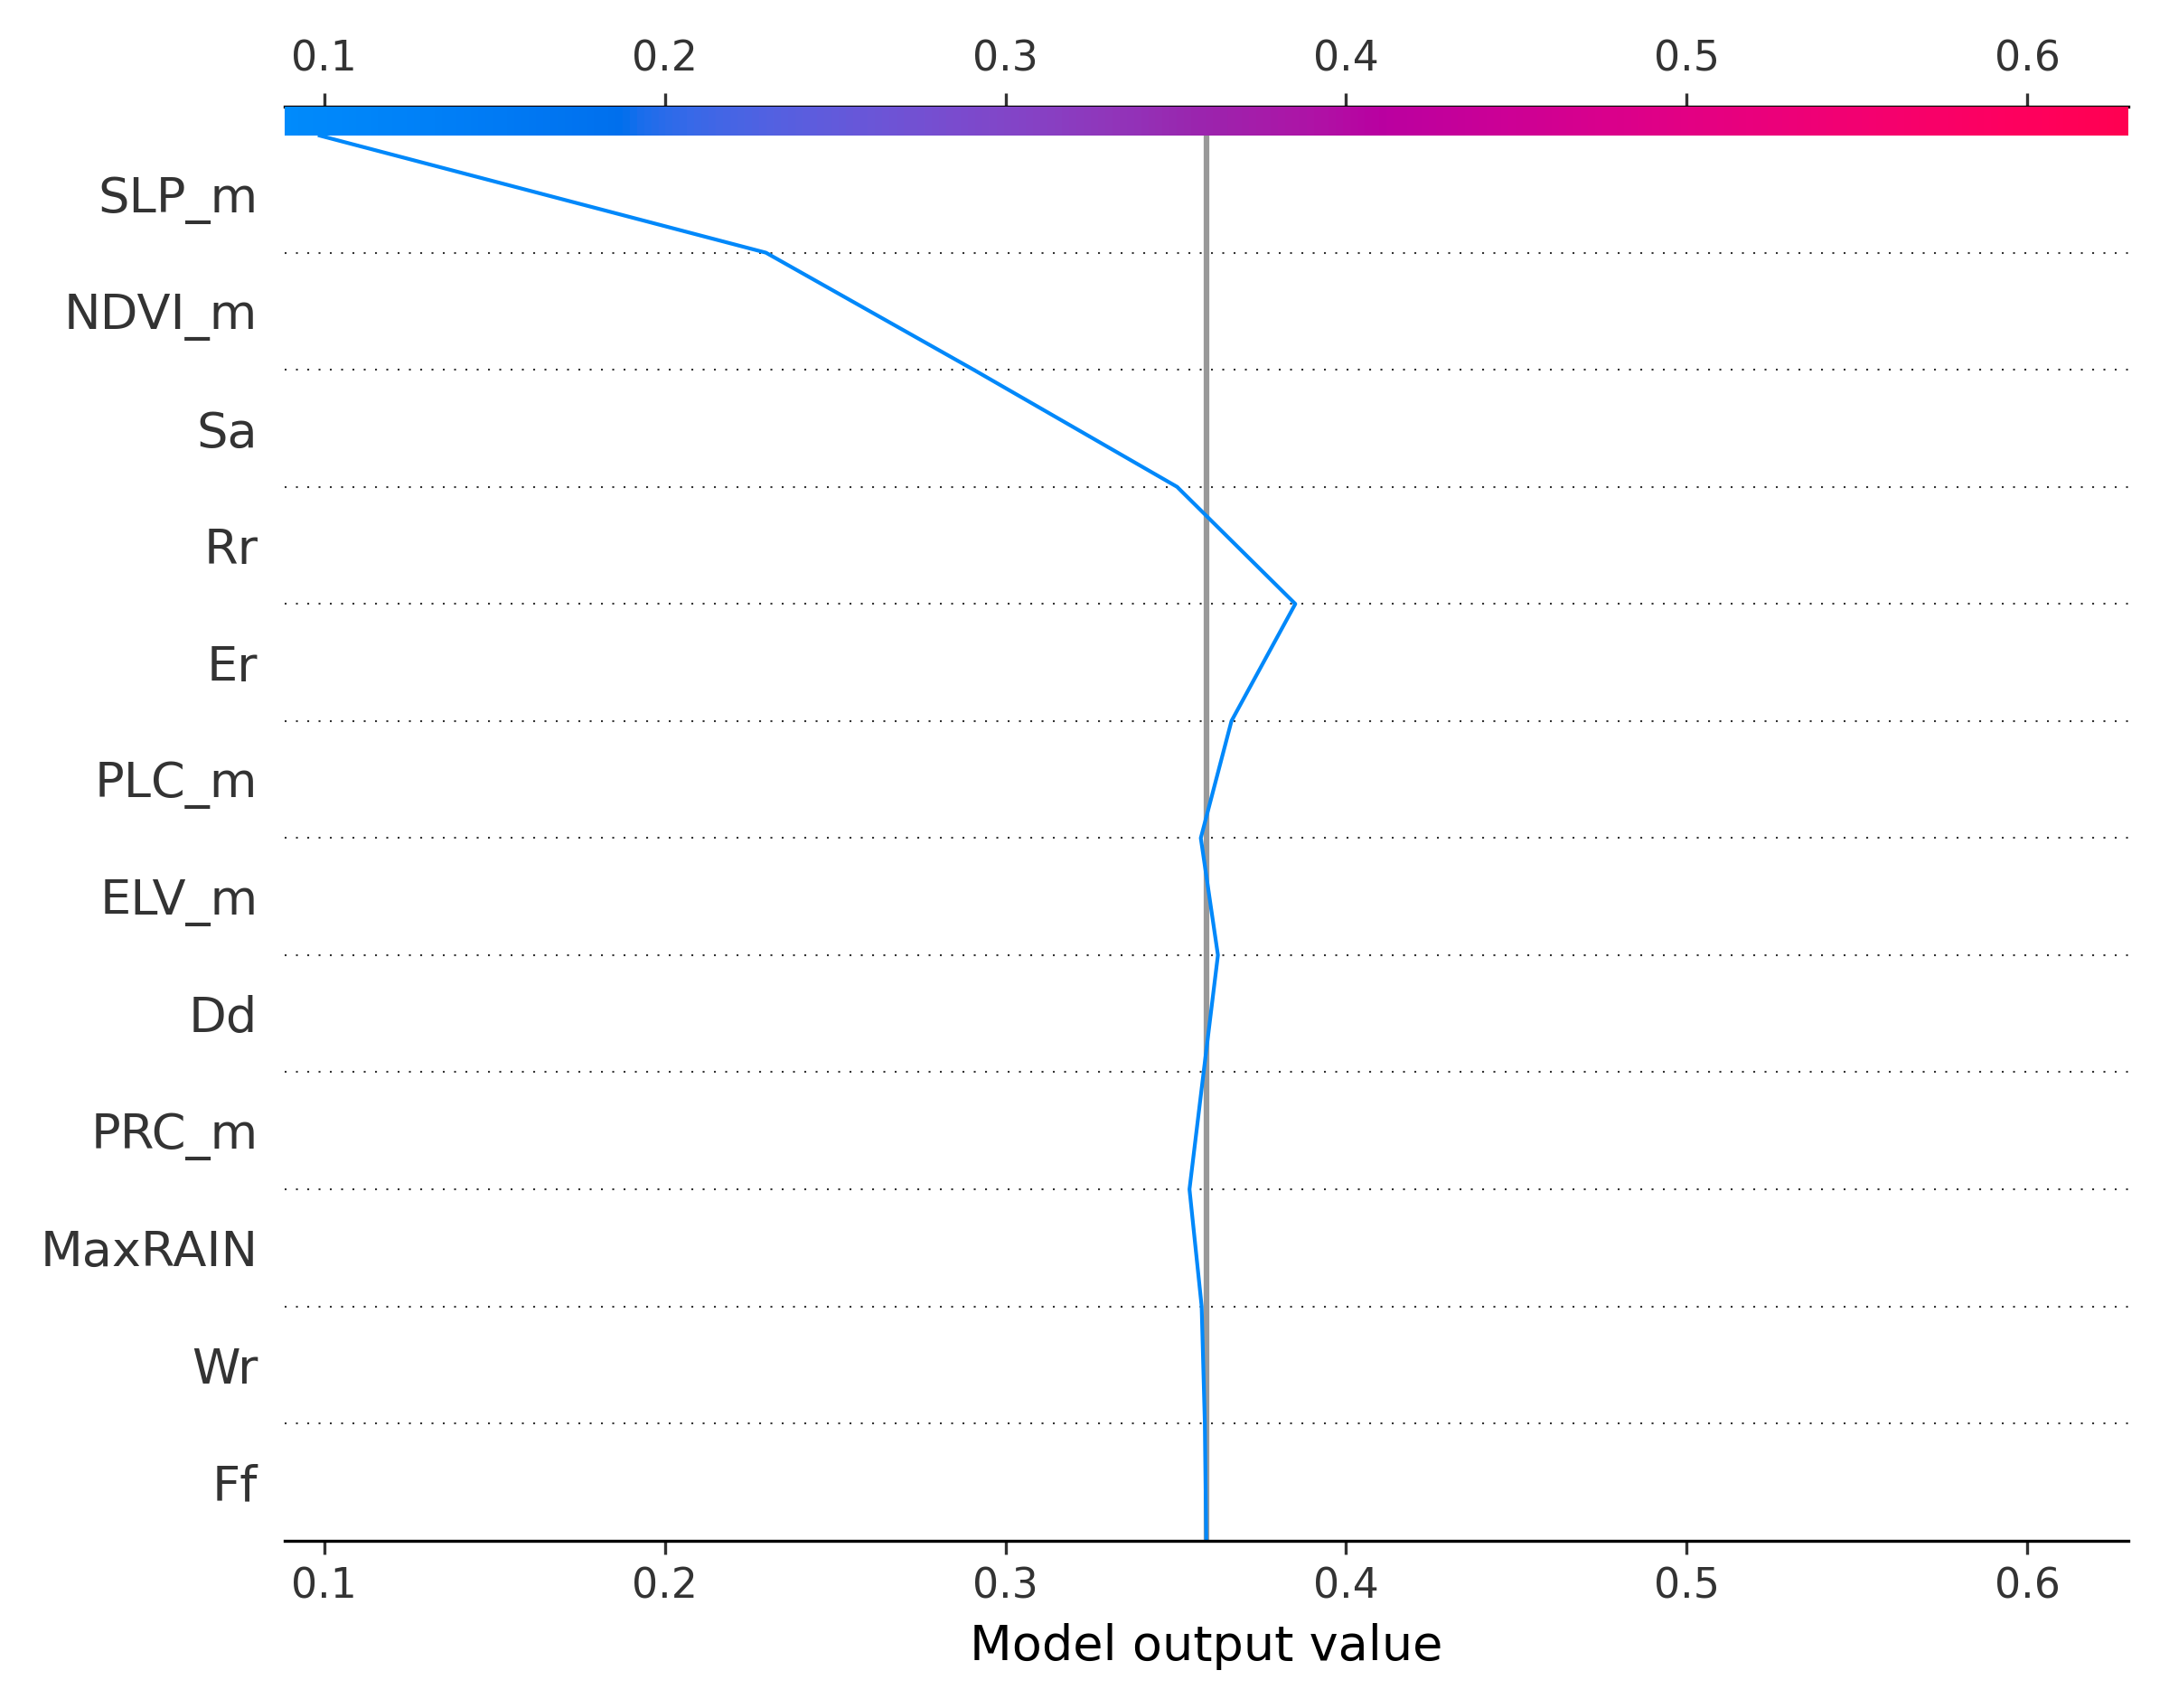 0.1 0.2 0.3 0.4 0.5 0.6
SLP_m
NDVI_m
Sa
Rr
Er
PLC_m
ELV_m
Dd
PRC_m
MaxRAIN
Wr
Ff
0.1 0.2 0.3 0.4 0.5 0.6
Model output value